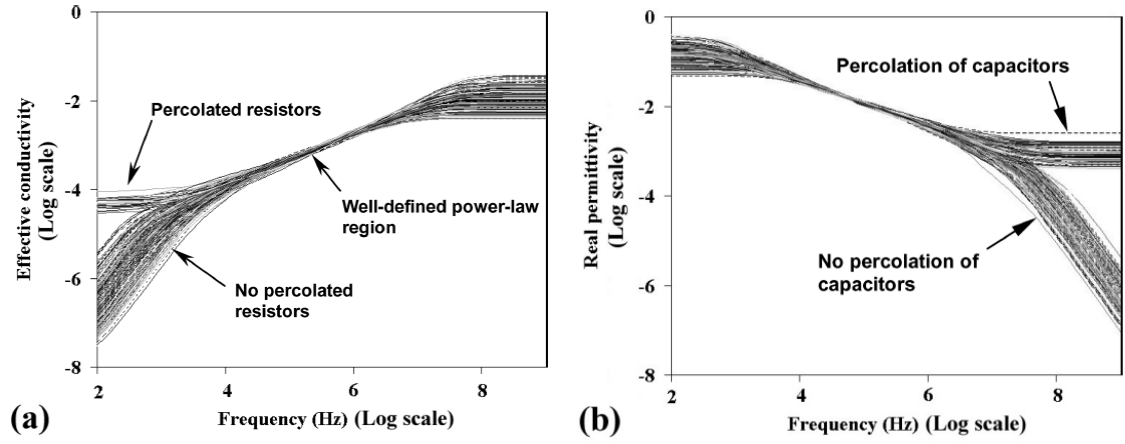 0
-2
-4
-6
-8
2
4
6
8
Effective conductivity
(Log scale)
Percolated resistors
Well-defined power-law
region
No percolated
resistors
Frequency (Hz) (Log scale)
(a)
0
-2
-4
-6
-8
2
4
6
8
Real permittivity
(Log scale)
Percolation of capacitors
No percolation of
capacitors
Frequency (Hz) (Log scale)
(b)